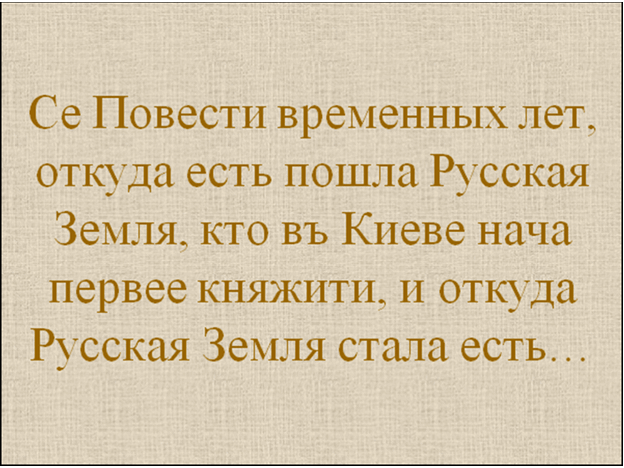 Се Повести временных лет,
откуда есть пошла Русская
Земля, кто въ Киеве нача
первее княжити, и откуда
Русская Земля стала есть…